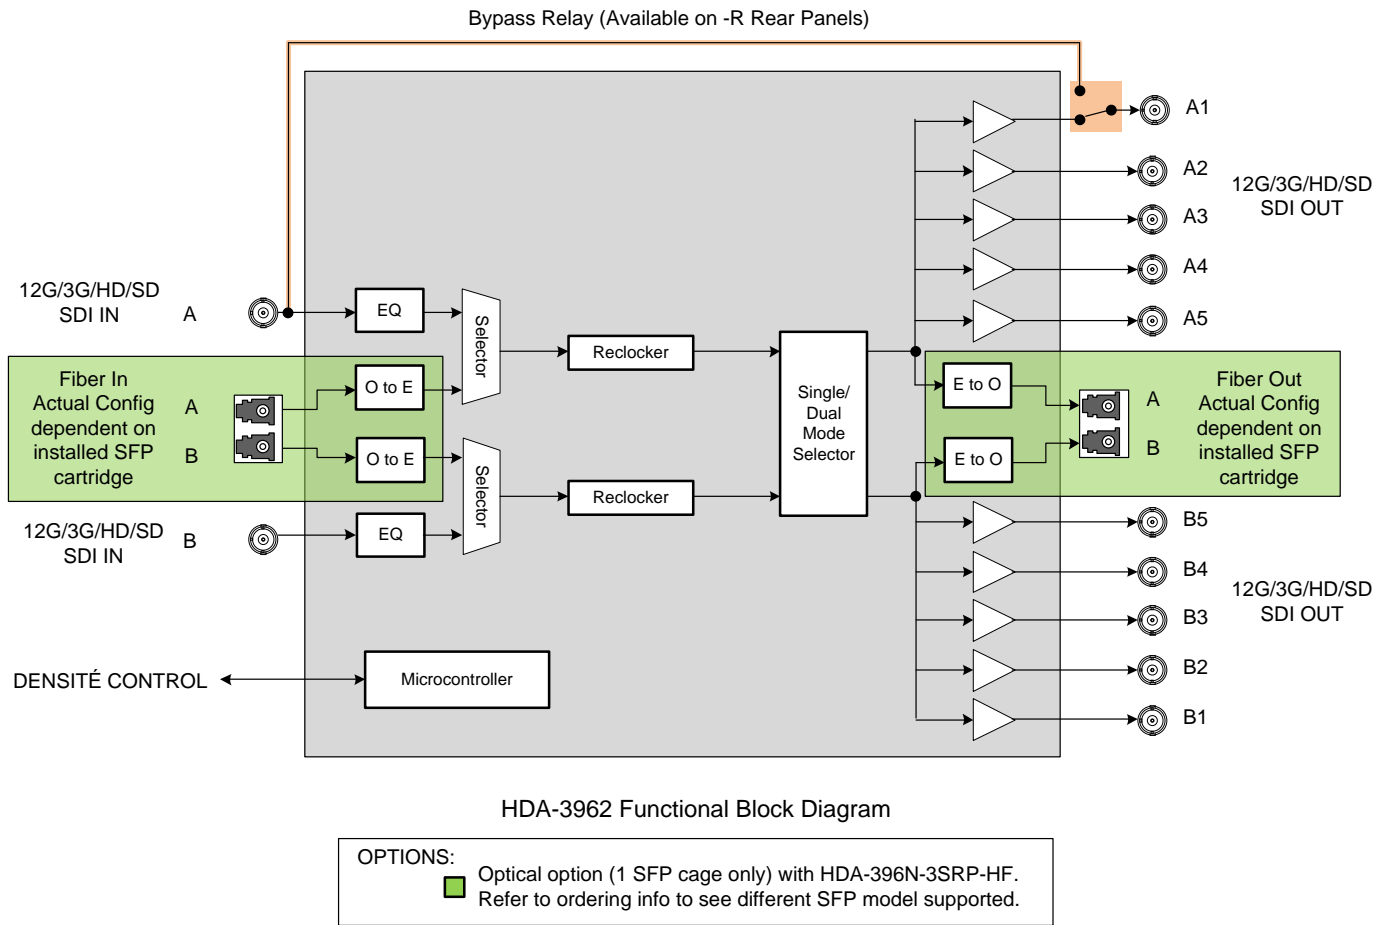 Bypass Relay (Available on -R Rear Panels)
A1
A2
12G/3G/HD/SD
SDI OUT
A3
A4
A5
12G/3G/HD/SD
SDI IN
A
EQ
Selector
Reclocker
Fiber In
Actual Config
dependent on
installed SFP
cartridge
A
B
O to E
O to E
Single/
Dual
Mode
Selector
E to O
E to O
A
B
Fiber Out
Actual Config
dependent on
installed SFP
cartridge
Selector
Reclocker
12G/3G/HD/SD
SDI IN
B
EQ
B5
B4
12G/3G/HD/SD
SDI OUT
B3
B2
B1
DENSITÉ CONTROL
Microcontroller
HDA-3962 Functional Block Diagram
OPTIONS:
Optical option (1 SFP cage only) with HDA-396N-3SRP-HF.
Refer to ordering info to see different SFP model supported.